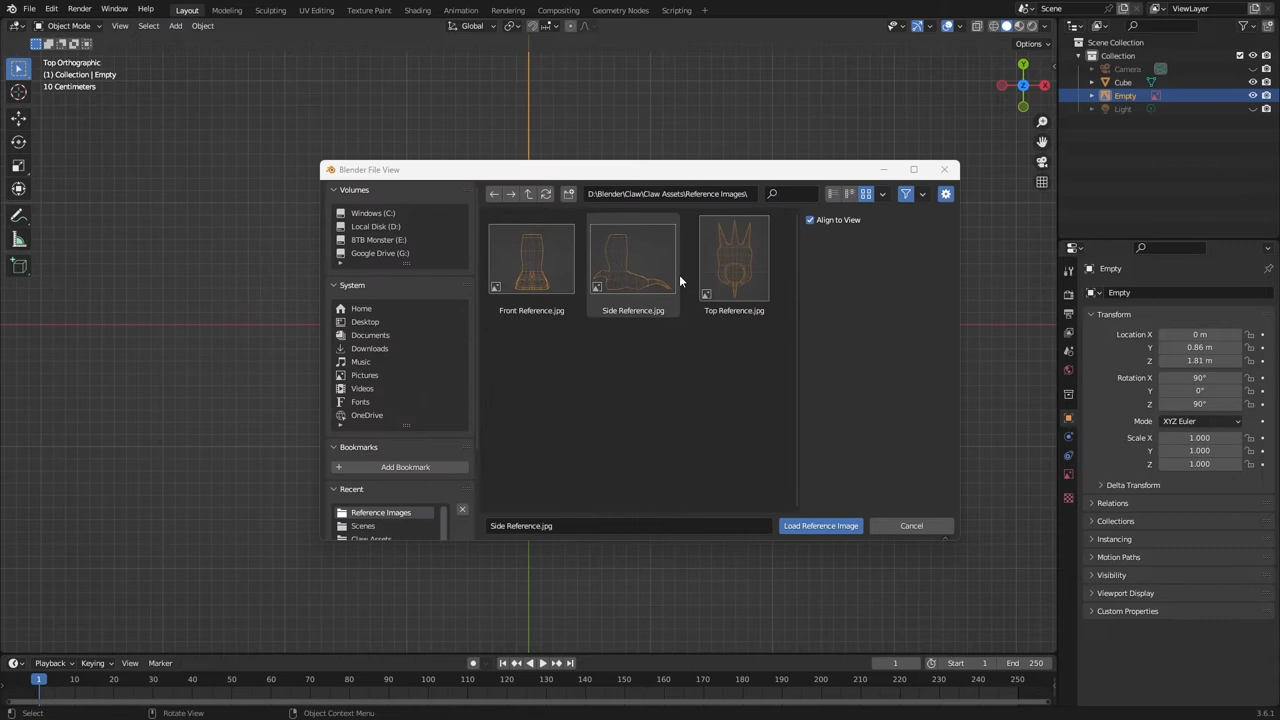 File Edit Render Window Help Layout Modeling Sculpting UV Editing Texture Paint Shading Animation Rendering Compositing Geometry Nodes Scripting Scene ViewLayer
Object Mode View Select Add Object Global
Options
Top Orthographic
(1) Collection | Empty
10 Centimeters
Y
Z
X
Scene Collection
Collection
Camera
Cube
Empty
Light
Blender File View
Volumes
Windows (C:)
Local Disk (D:)
8TB Monster (E:)
Google Drive (G:)
System
Home
Desktop
Documents
Downloads
Music
Pictures
Videos
Fonts
OneDrive
Bookmarks
Add Bookmark
Recent
Reference Images
Scenes
Claw Assets
D:\Blender\Claw\Claw Assets\Reference Images\
Front Reference.jpg
Side Reference.jpg
Top Reference.jpg
Align to View
Side Reference.jpg
Load Reference Image
Cancel
Empty
Empty
Transform
Location X 0 m
Y 0.86 m
Z 1.81 m
Rotation X 90°
Y 0°
Z 90°
Mode XYZ Euler
Scale X 1.000
Y 1.000
Z 1.000
Delta Transform
Relations
Collections
Instancing
Motion Paths
Visibility
Viewport Display
Custom Properties
Playback Keying View Marker 1 Start 1 End 250
1 10 20 30 40 50 60 70 80 90 100 110 120 130 140 150 160 170 180 190 200 210 220 230 240 250
Select Rotate View Object Context Menu 3.6.1